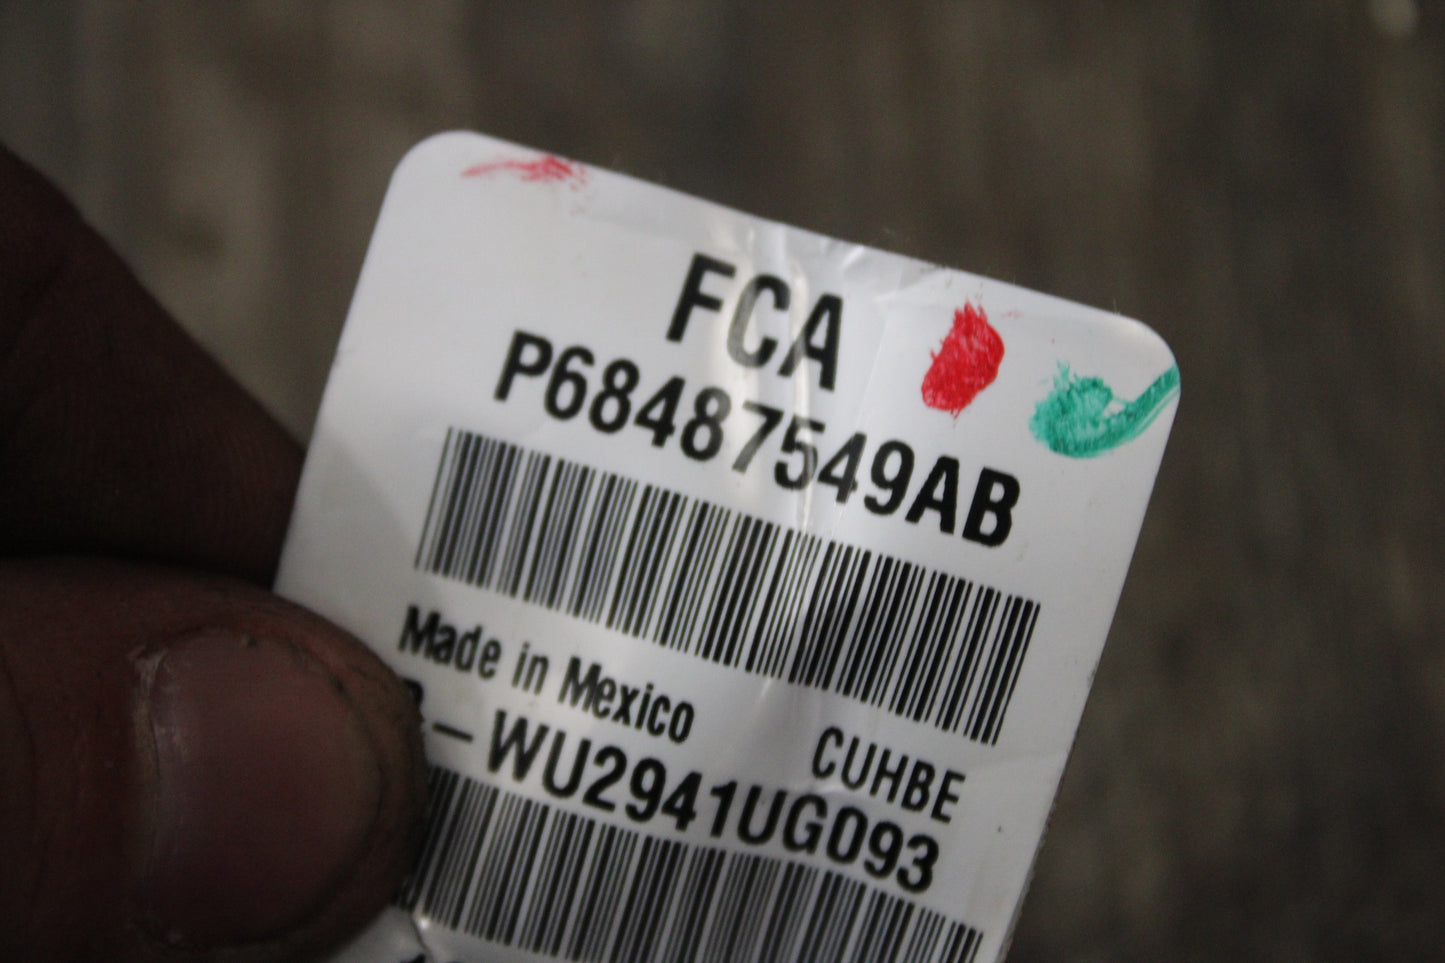 FCA
P68487549AB
Made in Mexico
CUHBE
-WU2941UG093